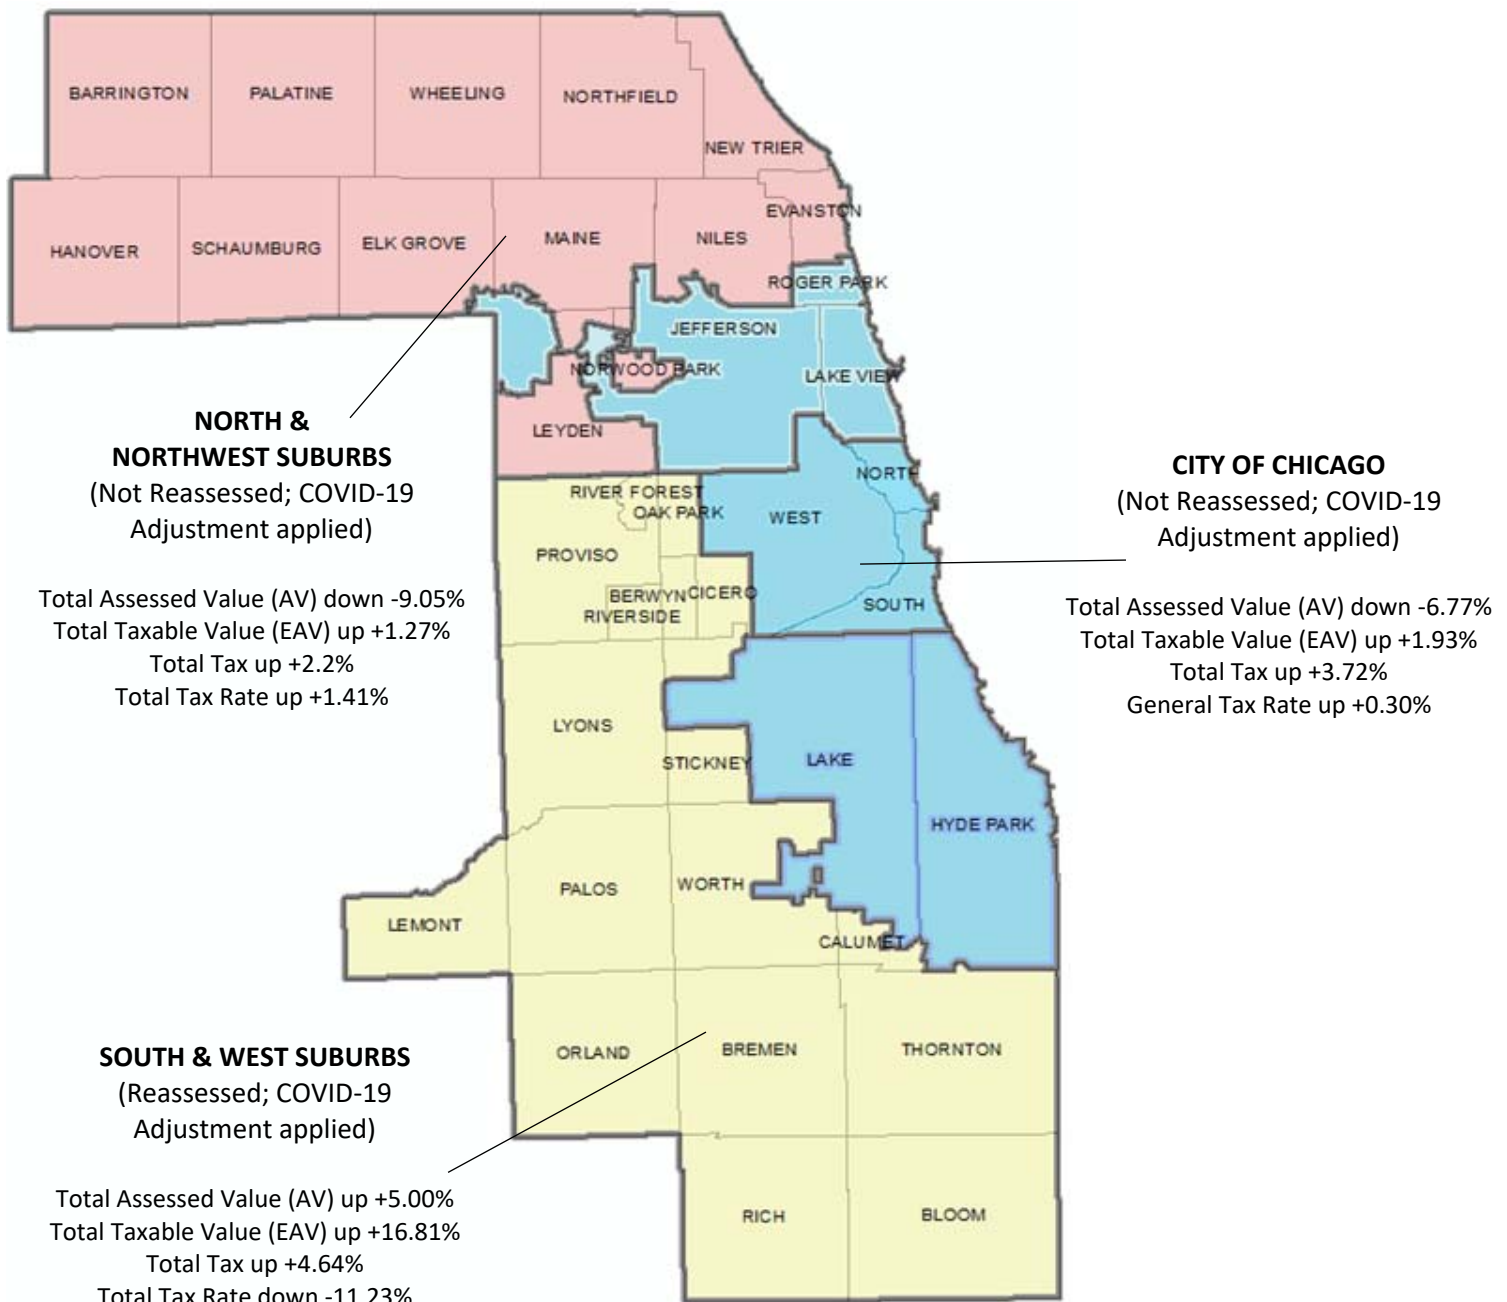 BARRINGTON
PALATINE
WHEELING
NORTHFIELD
NEW TRIER
HANOVER
SCHAUMBURG
ELK GROVE
MAINE
NILES
EVANSTON
ROGER PARK
JEFFERSON
NORWOOD PARK
LAKE VIEW
LEYDEN
NORTH &
NORTHWEST SUBURBS
(Not Reassessed; COVID-19
Adjustment applied)
Total Assessed Value (AV) down -9.05%
Total Taxable Value (EAV) up +1.27%
Total Tax up +2.2%
Total Tax Rate up +1.41%
CITY OF CHICAGO
(Not Reassessed; COVID-19
Adjustment applied)
Total Assessed Value (AV) down -6.77%
Total Taxable Value (EAV) up +1.93%
Total Tax up +3.72%
General Tax Rate up +0.30%
NORTH
RIVER FOREST
OAK PARK
WEST
PROVISO
BERWYN
CICERO
RIVERSIDE
SOUTH
LYONS
STICKNEY
LAKE
HYDE PARK
PALOS
WORTH
LEMONT
CALUMET
ORLAND
BREMEN
THORNTON
RICH
BLOOM
SOUTH & WEST SUBURBS
(Reassessed; COVID-19
Adjustment applied)
Total Assessed Value (AV) up +5.00%
Total Taxable Value (EAV) up +16.81%
Total Tax up +4.64%
Total Tax Rate down -11.23%